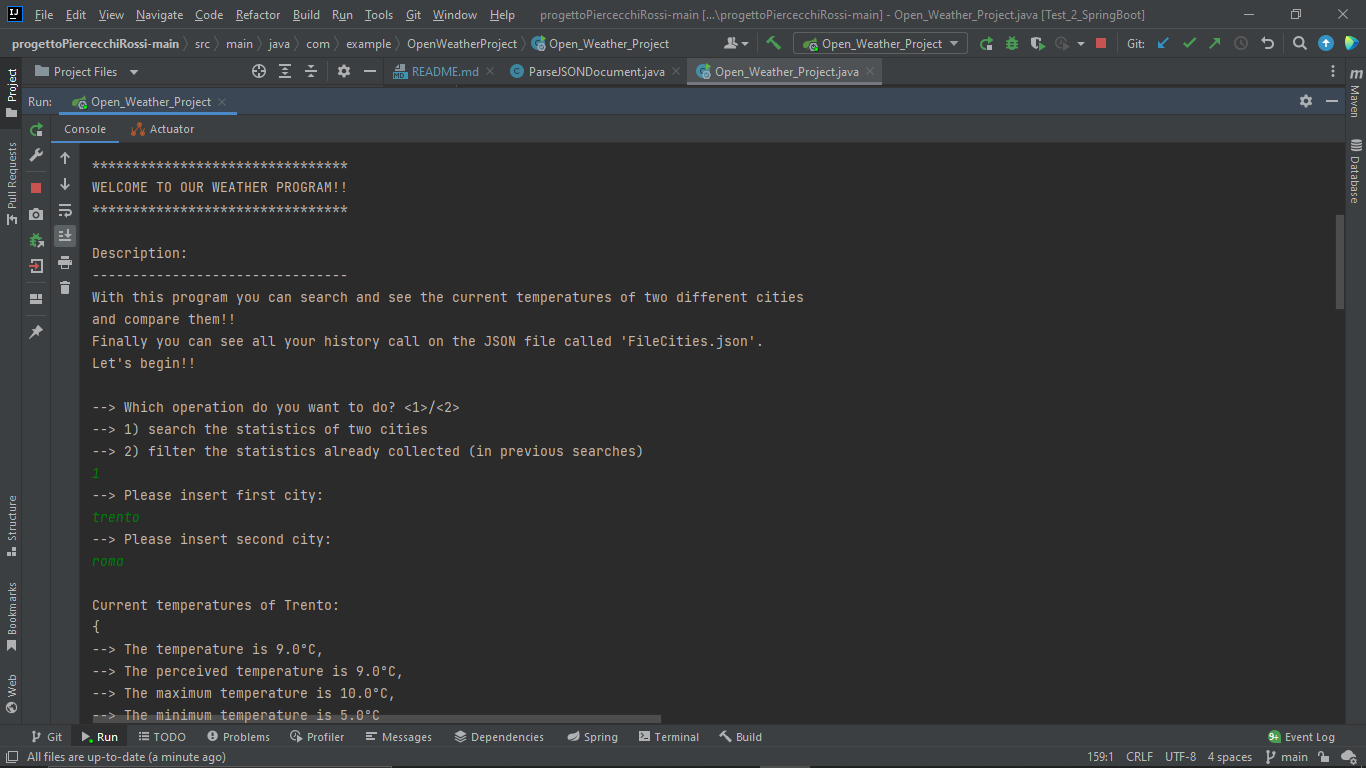 File Edit View Navigate Code Refactor Build Run Tools Git Window Help progettoPiercecchiRossi-main [...\progettoPiercecchiRossi-main] - Open_Weather_Project.java [Test_2_SpringBoot]
progettoPiercecchiRossi-main src main java com example OpenWeatherProject Open_Weather_Project Open_Weather_Project Git:
Project Files README.md ParseJSONDocument.java Open_Weather_Project.java
Run: Open_Weather_Project
Console Actuator
********************************
WELCOME TO OUR WEATHER PROGRAM!!
********************************
Description:
--------------------------------
With this program you can search and see the current temperatures of two different cities
and compare them!!
Finally you can see all your history call on the JSON file called 'FileCities.json'.
Let's begin!!
--> Which operation do you want to do? <1>/<2>
--> 1) search the statistics of two cities
--> 2) filter the statistics already collected (in previous searches)
1
--> Please insert first city:
trento
--> Please insert second city:
roma
Current temperatures of Trento:
{
--> The temperature is 9.0°C,
--> The perceived temperature is 9.0°C,
--> The maximum temperature is 10.0°C,
--> The minimum temperature is 5.0°C
Project
Pull Requests
Structure
Bookmarks
Web
m
Maven
Database
Git Run TODO Problems Profiler Messages Dependencies Spring Terminal Build 9+ Event Log
All files are up-to-date (a minute ago) 159:1 CRLF UTF-8 4 spaces main